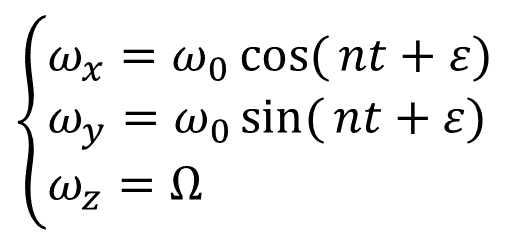 ω_x = ω_0 cos( nt + ε)
ω_y = ω_0 sin( nt + ε)
ω_z = Ω